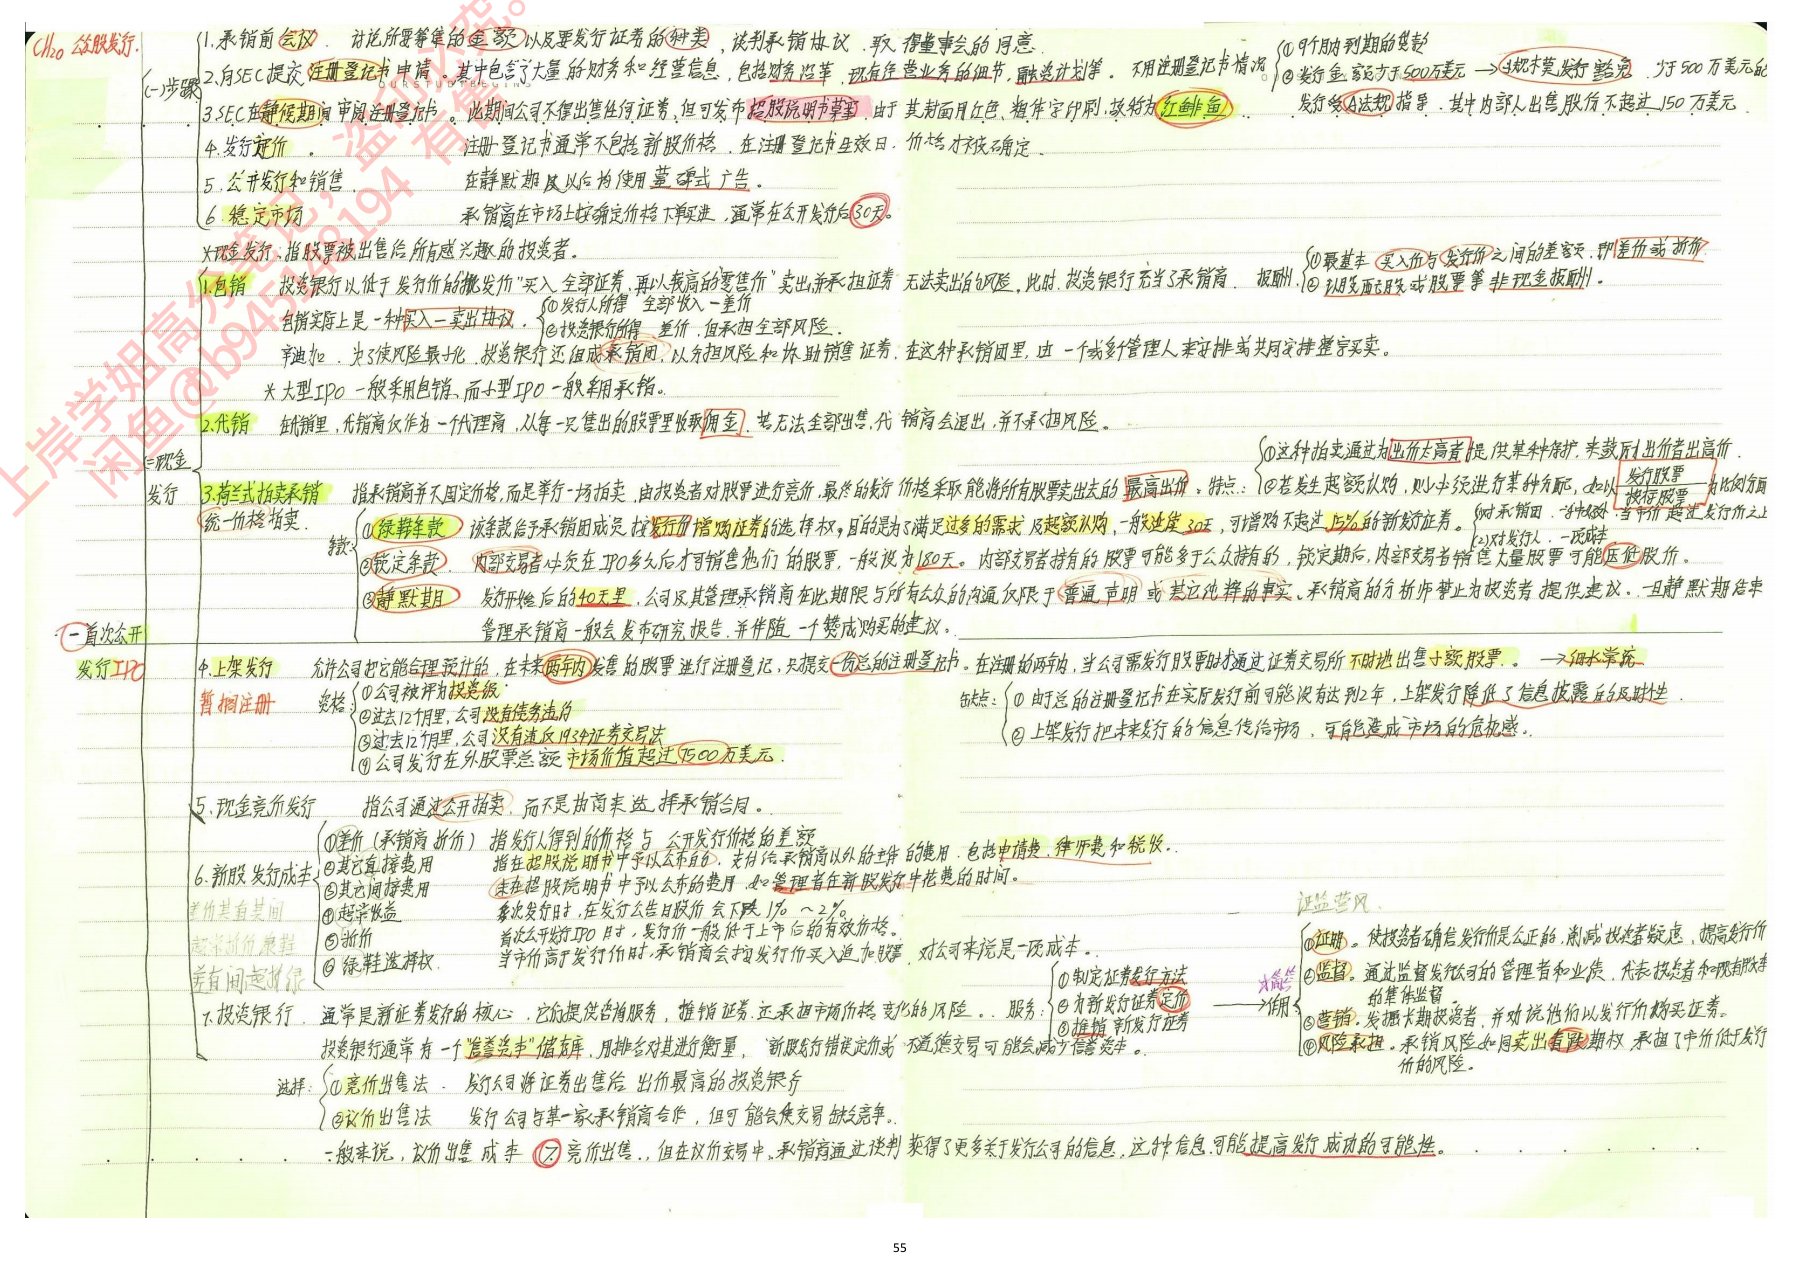 CH20 公股发行.
一 首次公开
发行IPO
(一)步骤
1.承销前会议. 讨论所要筹集的金额以及要发行证券的种类,谈判承销协议. 取得董事会的同意.
2.向SEC提交注册登记书申请。其中包含了大量的财务和经营信息,包括财务沿革,现有经营业务的细节,融资计划等。 不用注册登记书情况。
①9个月内到期的贷款
②发行金额少于500万美元 → 小规模发行豁免 少于500万美元的
发行受A法规指导. 其中内部人出售股份不超过150万美元.
OURSTUDYBEGINS
3.SEC在静候期间审阅注册登记书。此期间公司不得出售任何证券,但可发布招股说明书草案 由于其封面用红色、粗体字印刷,故称为红鲱鱼.
4.发行定价。 注册登记书通常不包括新股价格,在注册登记书生效日,价格才被确定.
5.公开发行和销售. 在静默期及以后均使用墓碑式广告。
6.稳定市场 承销商在市场上按确定价格下单买进,通常在公开发行后30天。
二现金
发行
*现金发行:指股票被出售给所有感兴趣的投资者。
1.包销 投资银行以低于发行价的"批发价"买入全部证券,再以较高的"零售价"卖出,并承担证券无法卖出的风险,此时,投资银行充当了承销商. 报酬
①最基本 买入价与发行价之间的差额,即差价或折价.
②以股配股或股票等非现金报酬。
包销实际上是一种买入—卖出协议.
①发行人所得 全部收入—差价
②投资银行所得 差价,但承担全部风险.
辛迪加. 为了使风险最小化,投资银行还组成承销团,以分担风险和协助销售证券,在这种承销团里,由一个或多个管理人来安排或共同安排整宗买卖。
*大型IPO一般采用包销、而小型IPO一般采用承销。
2.代销 在代销里,代销商仅作为一个代理商,从每一只售出的股票里收取佣金,若无法全部出售,代销商会退出,并不承担风险。
3.荷兰式拍卖承销
统一价格拍卖.
指承销商并不固定价格,而是举行一场拍卖,由投资者对股票进行竞价,最终的发行价格采取能将所有股票卖出去的最高出价。特点:
①这种拍卖通过为出价太高者提供某种保护,来鼓励出价者出高价.
②若发生超额认购,则必须进行某种分配,如以 发行股票/投标股票 为比例分配
条款:
①绿鞋条款 该条款给予承销团成员按发行价增购证券的选择权,目的是为了满足过多的需求及超额认购,一般延续30天,可增购不超过15%的新发行证券。
(1)对承销团.一种收益:当市价超过发行价之上
(2)对发行人.一项成本
②锁定条款. 内部交易者必须在IPO多久后才可销售他们的股票,一般设为180天。内部交易者持有的股票可能多于公众持有的,锁定期后,内部交易者销售大量股票可能压低股价。
③静默期 发行开始后的40天里,公司及其管理承销商在此期限与所有公众的沟通仅限于普通声明或其它纯粹的事实、承销商的分析师禁止为投资者提供建议。一旦静默期结束
管理承销商一般会发布研究报告,并伴随一个赞成购买的建议。
4.上架发行
暂搁注册
允许公司把它能合理预计的,在未来两年内发售的股票进行注册登记,只提交一份总的注册登记书。在注册的两年内,当公司需发行股票时才通过证券交易所不时地出售小额股票。 → 细水常流
资格:
①公司被评为投资级.
②过去12个月里,公司没有债务违约
③过去12个月里,公司没有违反1934证券交易法
④公司发行在外股票总额市场价值超过7500万美元.
缺点:
①由于总的注册登记书在实际发行前可能没有达到2年,上架发行降低了信息披露的及时性.
②上架发行把未来发行的信息传给市场,可能造成市场的危机感。
5.现金竞价发行 指公司通过公开拍卖,而不是由商来选择承销合同。
6.新股发行成本
差价其直其间
起常折价康鞋
差有间起折绿
①差价(承销商折价) 指发行人得到的价格与公开发行价格的差额
②其它直接费用 指在招股说明书中予以公布的,支付给承销商以外的主体的费用.包括申请费、律师费和税收。
③其它间接费用 未在招股说明书中予以公布的费用,如管理者在新股发行中花费的时间。
④超常收益 多次发行时,在发行公告日股价会下跌1%~2%
⑤折价 首次公开发行IPO时,发行价一般低于上市后的有效价格。
⑥绿鞋选择权. 当市价高于发行价时,承销商会按发行价买入追加股票,对公司来说是一项成本。
7.投资银行. 通常是新证券发行的核心.它们提供咨询服务,推销证券还承担市场价格变化的风险。 服务:
①制定证券发行方法
②为新发行证券定价
③推销新发行证券
→ 作用
证监营风.
①证明。使投资者确信发行价是公正的,削减投资者疑虑,提高发行价
②监督。通过监督发行公司的管理者和业债,代表投资者和现有股东
的集体监督.
③营销。发掘长期投资者,并劝说他们以发行价购买证券。
④风险承担。承销风险如同卖出看跌期权 承担了市价低于发行
价的风险。
投资银行通常有一个"信誉资本"储存库,用排名对其进行衡量,新股发行错误定价或不道德交易可能会减少信誉资本。
选择:
①竞价出售法. 发行公司将证券出售给出价最高的投资银行
②议价出售法 发行公司与某一家承销商合作,但可能会使交易缺乏竞争。
一般来说,议价出售成本 > 竞价出售.,但在议价交易中,承销商通过谈判获得了更多关于发行公司的信息,这种信息可能提高发行成功的可能性。
上岸学姐高分笔记，盗印必究。
闲鱼@b945148194 有售
55